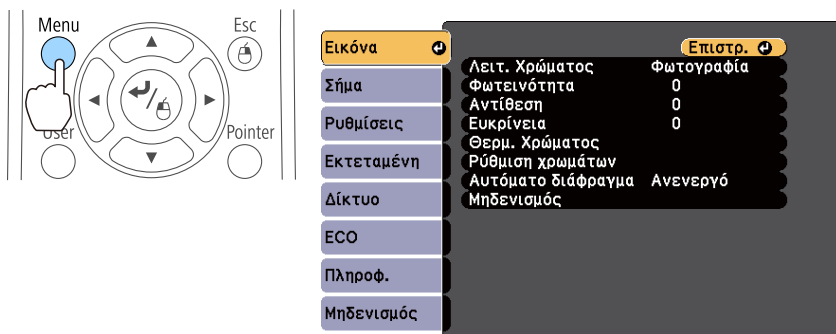 Menu
Esc
User
Pointer
Εικόνα
Σήμα
Ρυθμίσεις
Εκτεταμένη
Δίκτυο
ECO
Πληροφ.
Μηδενισμός
Επιστρ.
Λειτ. Χρώματος Φωτογραφία
Φωτεινότητα 0
Αντίθεση 0
Ευκρίνεια 0
Θερμ. Χρώματος
Ρύθμιση χρωμάτων
Αυτόματο διάφραγμα Ανενεργό
Μηδενισμός